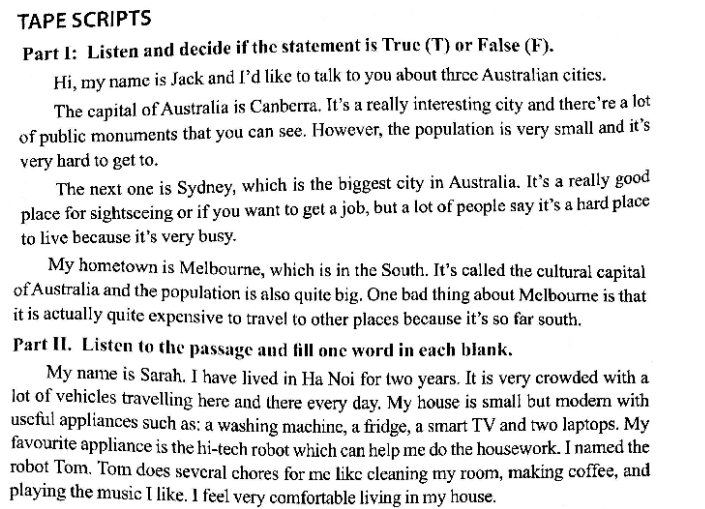 TAPE SCRIPTS
Part I: Listen and decide if the statement is True (T) or False (F).
Hi, my name is Jack and I'd like to talk to you about three Australian cities.
The capital of Australia is Canberra. It's a really interesting city and there're a lot
of public monuments that you can see. However, the population is very small and it's
very hard to get to.
The next one is Sydney, which is the biggest city in Australia. It's a really good
place for sightseeing or if you want to get a job, but a lot of people say it's a hard place
to live because it's very busy.
My hometown is Melbourne, which is in the South. It's called the cultural capital
of Australia and the population is also quite big. One bad thing about Melbourne is that
it is actually quite expensive to travel to other places because it's so far south.
Part II. Listen to the passage and fill one word in each blank.
My name is Sarah. I have lived in Ha Noi for two years. It is very crowded with a
lot of vehicles travelling here and there every day. My house is small but modern with
useful appliances such as: a washing machine, a fridge, a smart TV and two laptops. My
favourite appliance is the hi-tech robot which can help me do the housework. I named the
robot Tom. Tom does several chores for me like cleaning my room, making coffee, and
playing the music I like. I feel very comfortable living in my house.